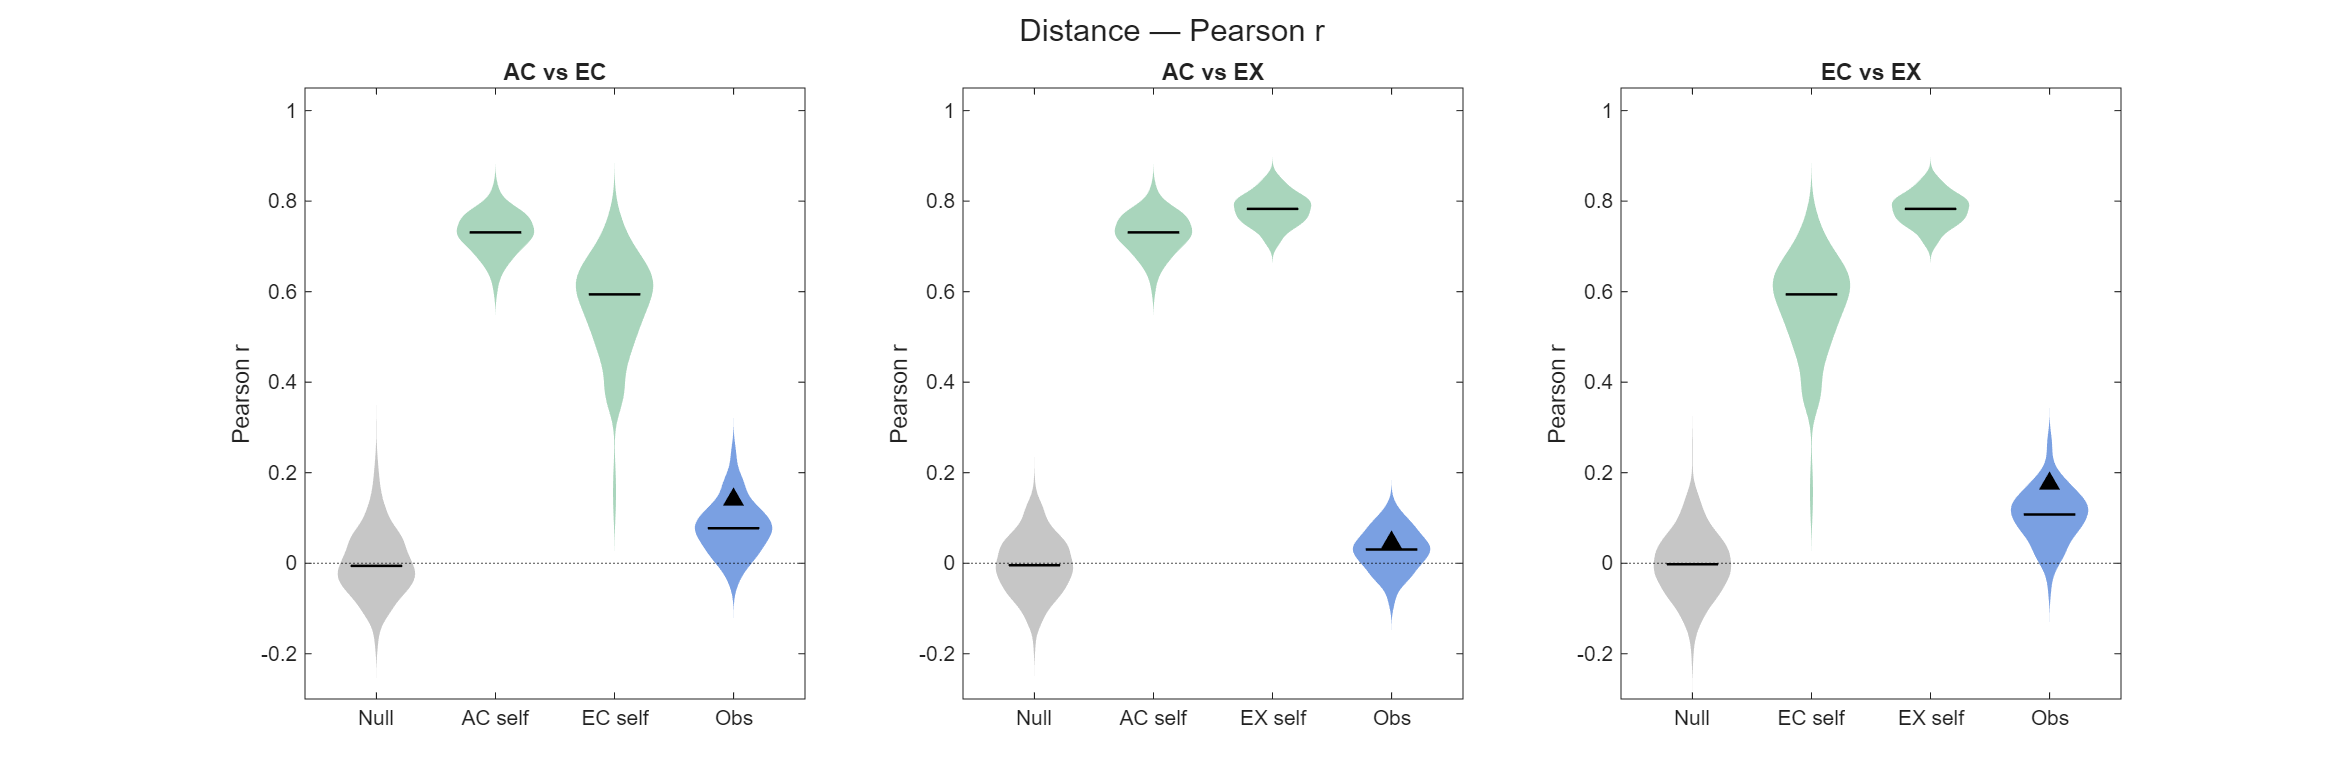 Distance — Pearson r
AC vs EC
Pearson r
1
0.8
0.6
0.4
0.2
0
-0.2
Null AC self EC self Obs
AC vs EX
Pearson r
1
0.8
0.6
0.4
0.2
0
-0.2
Null AC self EX self Obs
EC vs EX
Pearson r
1
0.8
0.6
0.4
0.2
0
-0.2
Null EC self EX self Obs